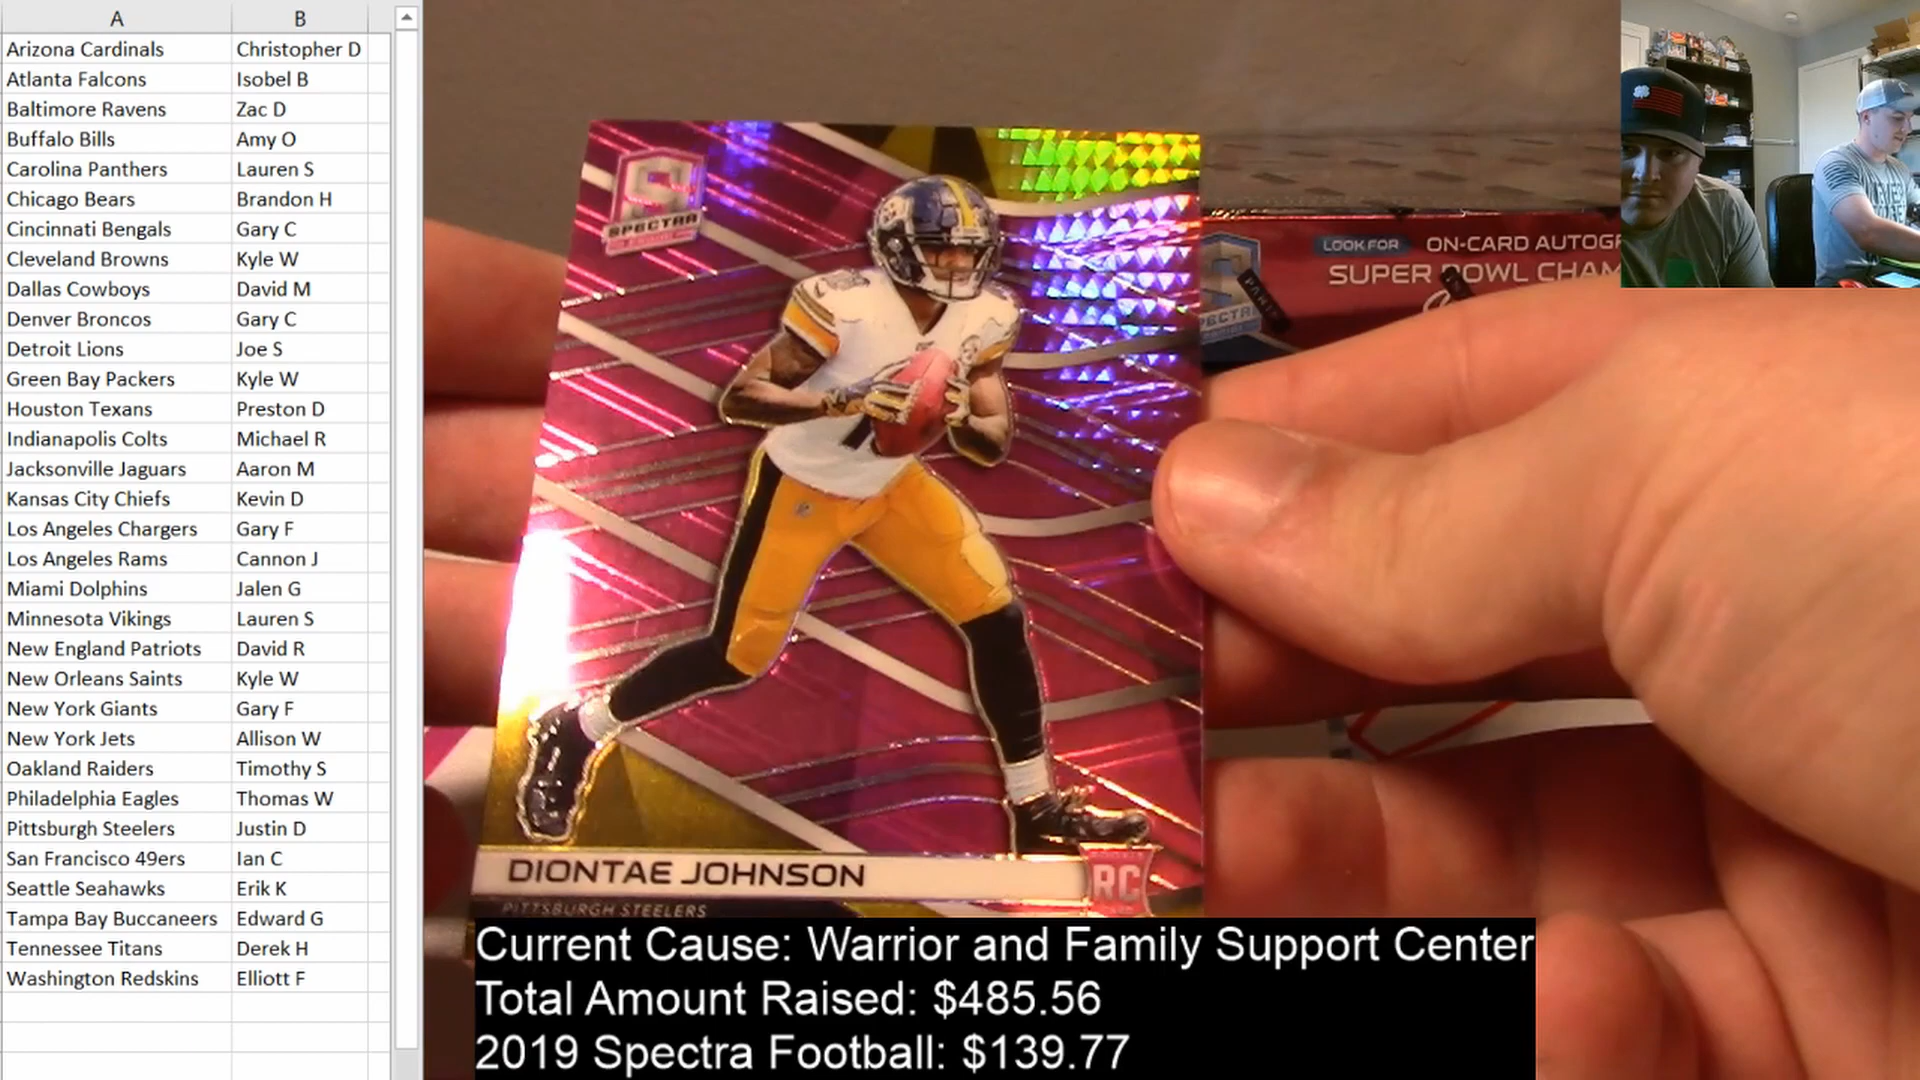 A B
Arizona Cardinals Christopher D
Atlanta Falcons Isobel B
Baltimore Ravens Zac D
Buffalo Bills Amy O
Carolina Panthers Lauren S
Chicago Bears Brandon H
Cincinnati Bengals Gary C
Cleveland Browns Kyle W
Dallas Cowboys David M
Denver Broncos Gary C
Detroit Lions Joe S
Green Bay Packers Kyle W
Houston Texans Preston D
Indianapolis Colts Michael R
Jacksonville Jaguars Aaron M
Kansas City Chiefs Kevin D
Los Angeles Chargers Gary F
Los Angeles Rams Cannon J
Miami Dolphins Jalen G
Minnesota Vikings Lauren S
New England Patriots David R
New Orleans Saints Kyle W
New York Giants Gary F
New York Jets Allison W
Oakland Raiders Timothy S
Philadelphia Eagles Thomas W
Pittsburgh Steelers Justin D
San Francisco 49ers Ian C
Seattle Seahawks Erik K
Tampa Bay Buccaneers Edward G
Tennessee Titans Derek H
Washington Redskins Elliott F
S
SPECTRA
LOOK FOR ON-CARD AUTOGR
SUPER BOWL CHAM
PANINI
DIONTAE JOHNSON
RC
PITTSBURGH STEELERS
Current Cause: Warrior and Family Support Center
Total Amount Raised: $485.56
2019 Spectra Football: $139.77